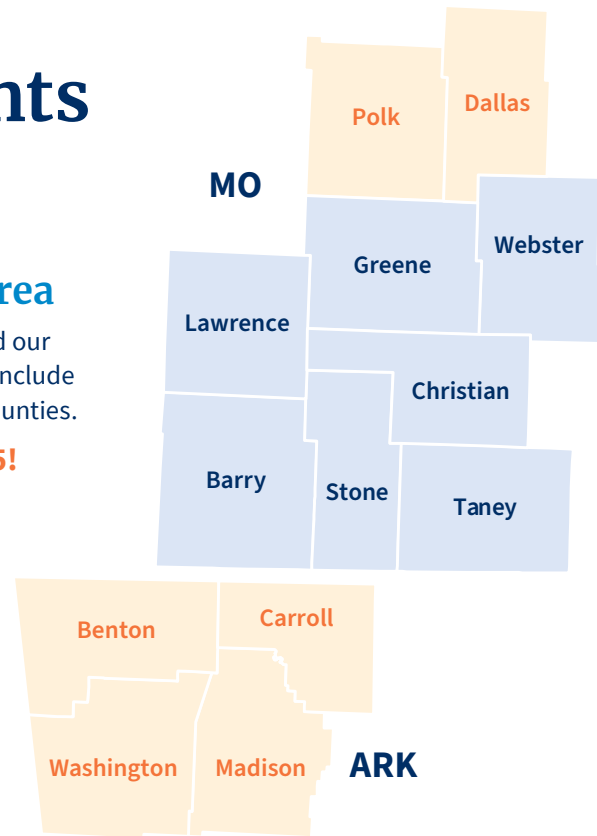 nts
rea
d our
nclude
unties.
5!
MO
Polk
Dallas
Greene
Webster
Lawrence
Christian
Barry
Stone
Taney
Benton
Carroll
Washington
Madison
ARK